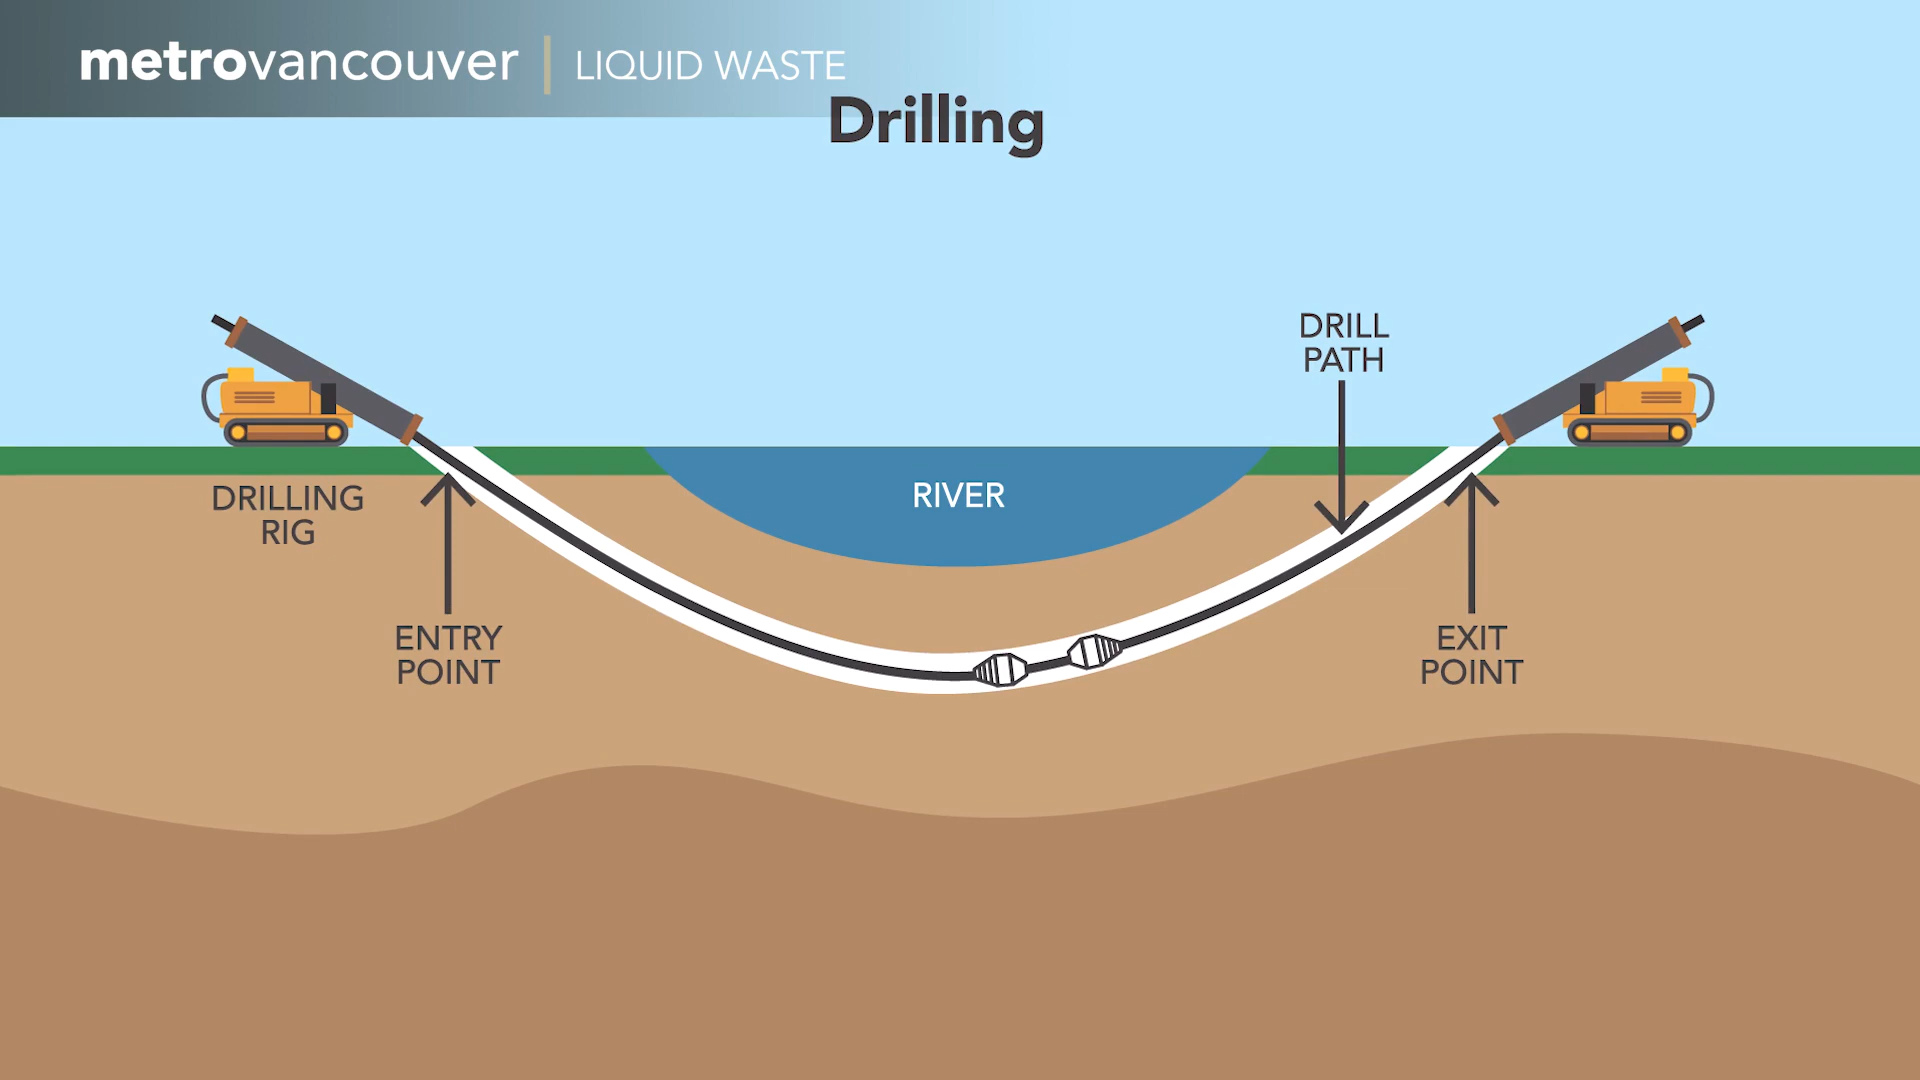 metrovancouver | LIQUID WASTE
Drilling
DRILL
PATH
RIVER
DRILLING
RIG
ENTRY
POINT
EXIT
POINT